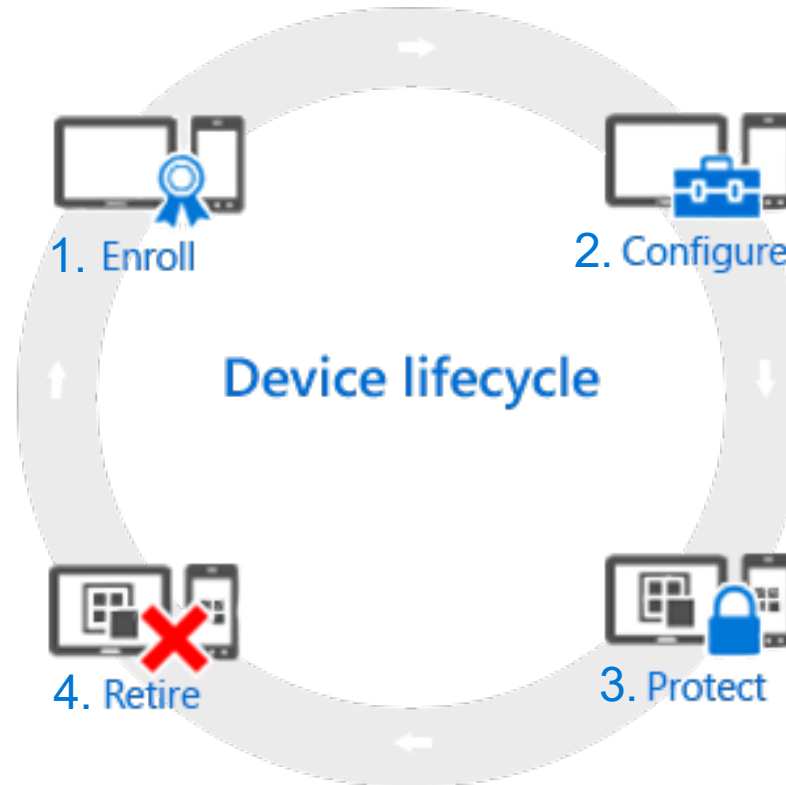 1. Enroll
2. Configure
Device lifecycle
4. Retire
3. Protect